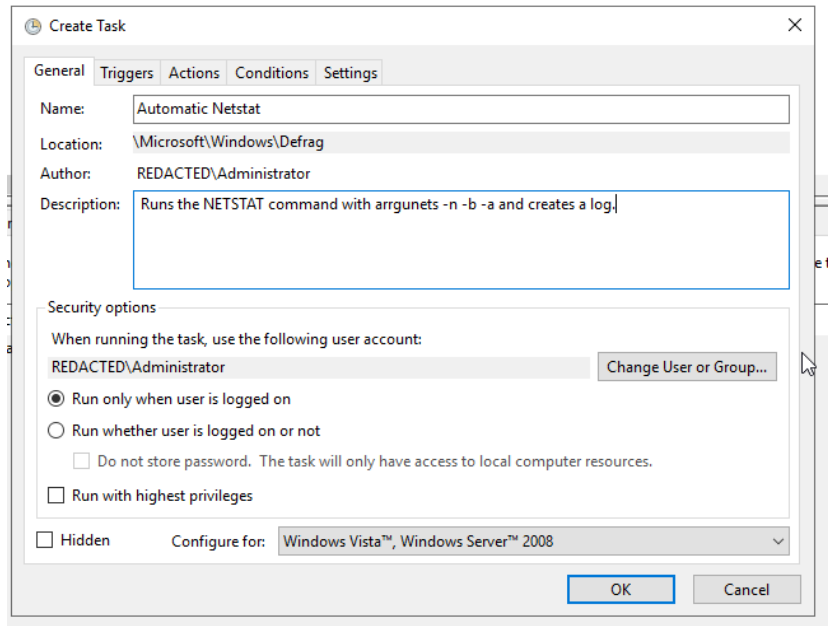 Create Task
General Triggers Actions Conditions Settings
Name: Automatic Netstat
Location: \Microsoft\Windows\Defrag
Author: REDACTED\Administrator
Description: Runs the NETSTAT command with arrgunets -n -b -a and creates a log.
Security options
When running the task, use the following user account:
REDACTED\Administrator Change User or Group...
Run only when user is logged on
Run whether user is logged on or not
Do not store password. The task will only have access to local computer resources.
Run with highest privileges
Hidden Configure for: Windows Vista™, Windows Server™ 2008
OK Cancel